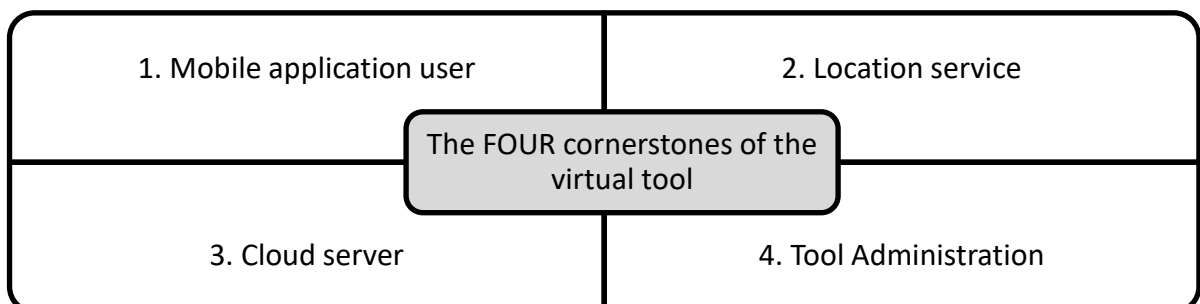 1. Mobile application user
2. Location service
The FOUR cornerstones of the
virtual tool
3. Cloud server
4. Tool Administration